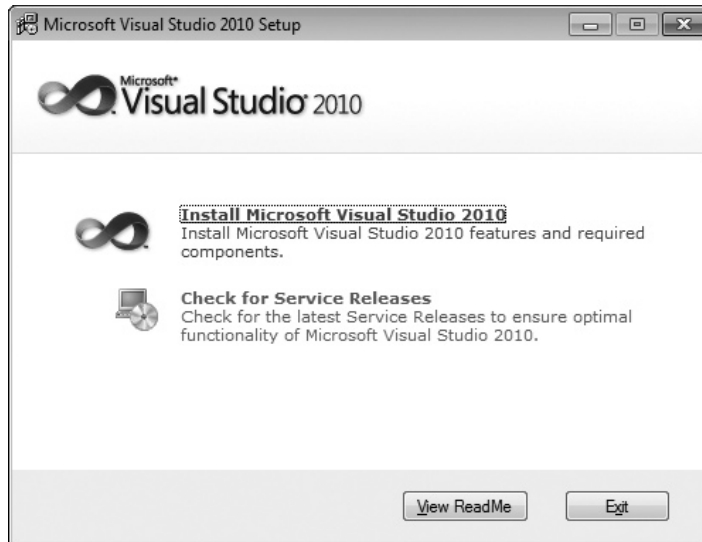 Microsoft Visual Studio 2010 Setup
Microsoft®
Visual Studio® 2010
Install Microsoft Visual Studio 2010
Install Microsoft Visual Studio 2010 features and required
components.
Check for Service Releases
Check for the latest Service Releases to ensure optimal
functionality of Microsoft Visual Studio 2010.
View ReadMe
Exit